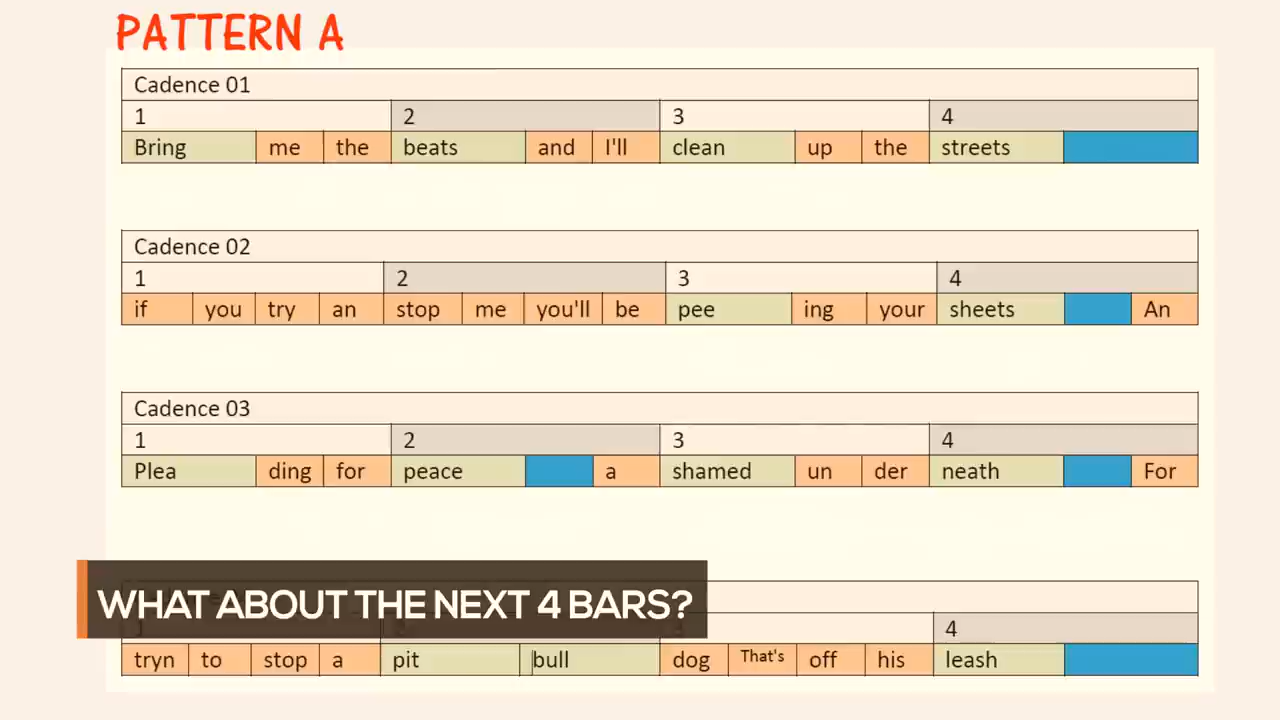 PATTERN A
Cadence 01
1 2 3 4
Bring me the beats and I'll clean up the streets
Cadence 02
1 2 3 4
if you try an stop me you'll be pee ing your sheets An
Cadence 03
1 2 3 4
Plea ding for peace a shamed un der neath For
WHAT ABOUT THE NEXT 4 BARS?
4
tryn to stop a pit bull dog That's off his leash